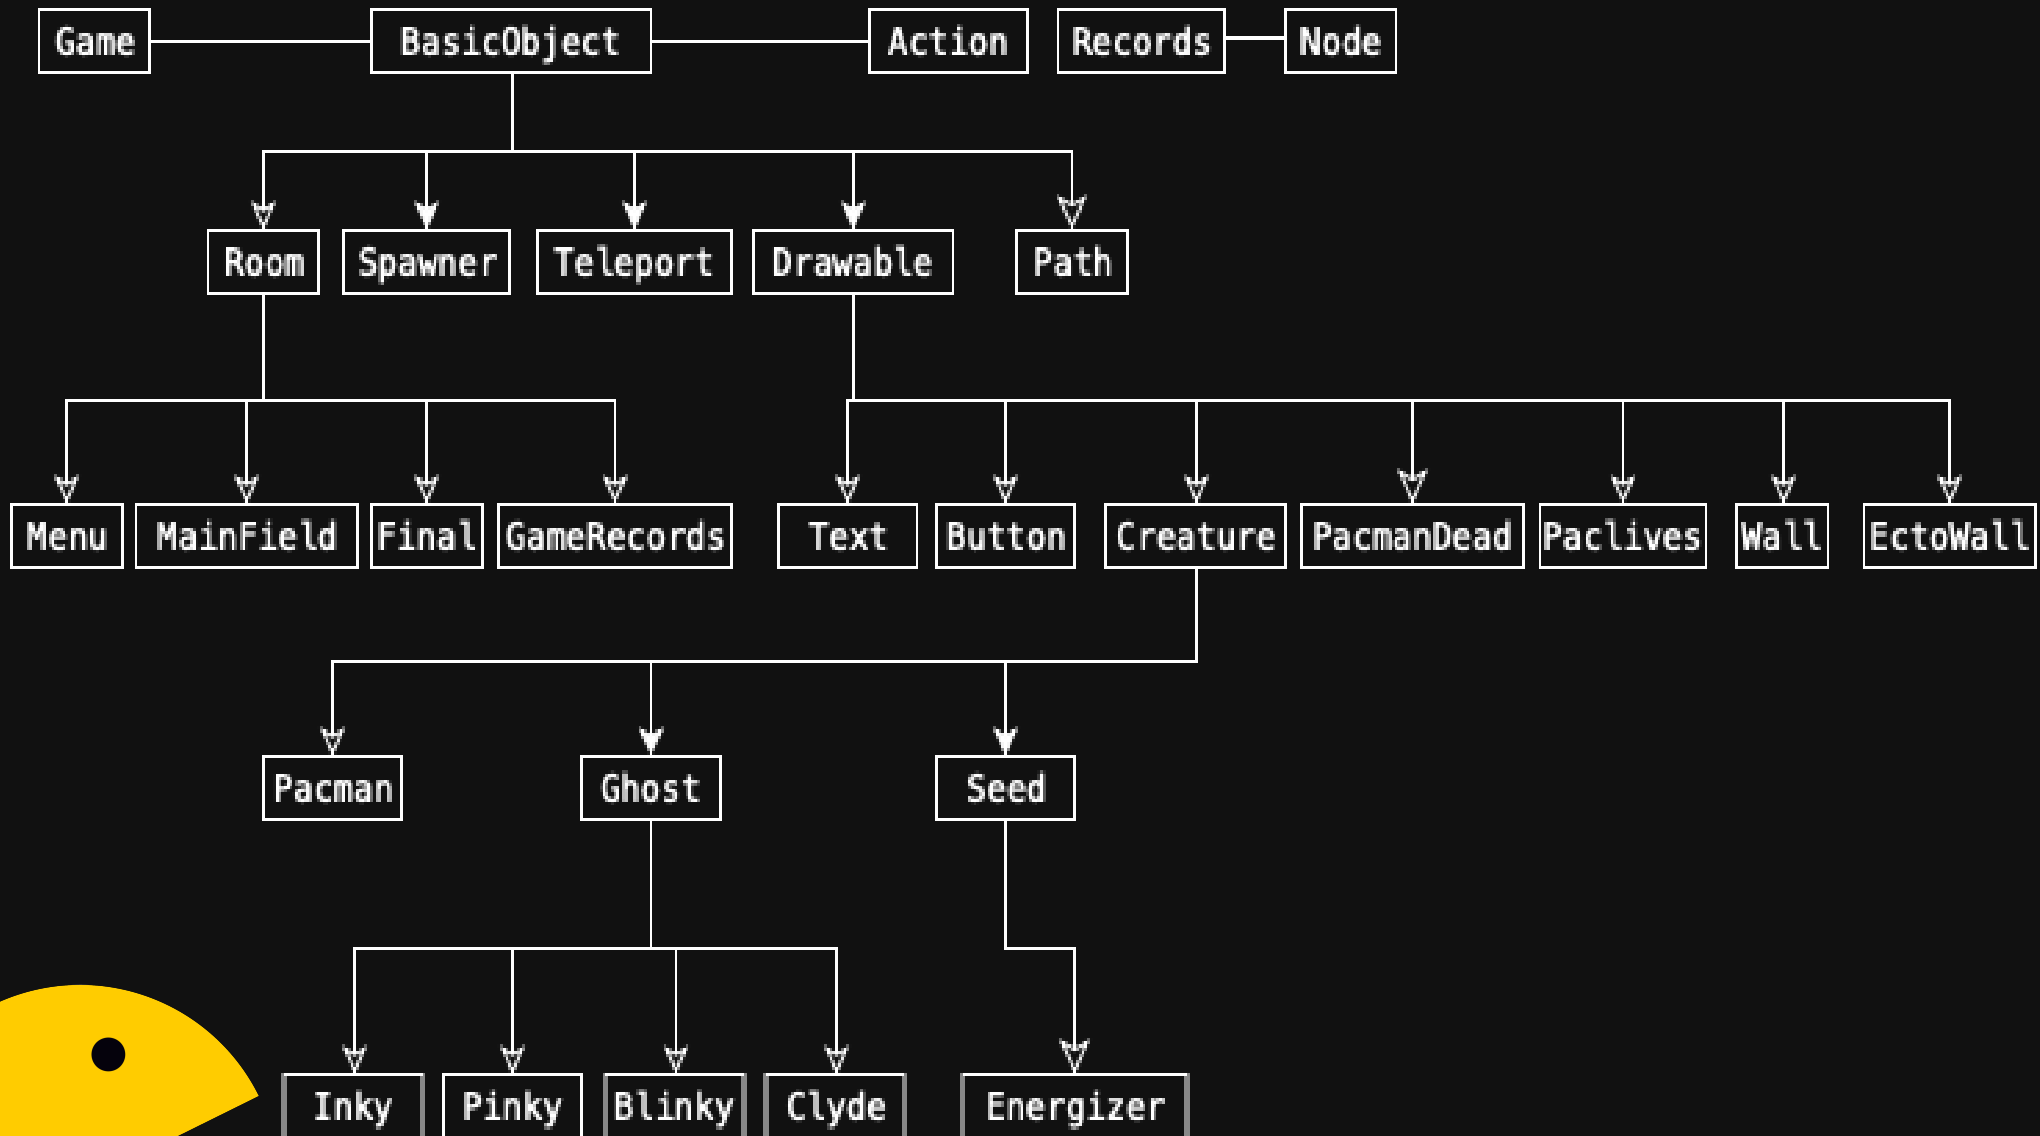 Game BasicObject Action Records Node
Room Spawner Teleport Drawable Path
Menu MainField Final GameRecords Text Button Creature PacmanDead Paclives Wall EctoWall
Pacman Ghost Seed
Inky Pinky Blinky Clyde Energizer